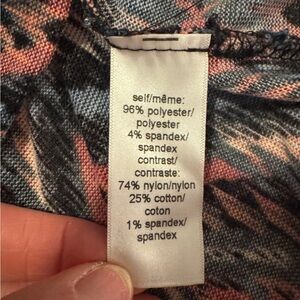 self/même:
96% polyester/
polyester
4% spandex/
spandex
contrast/
contraste:
74% nylon/nylon
25% cotton/
coton
1% spandex/
spandex